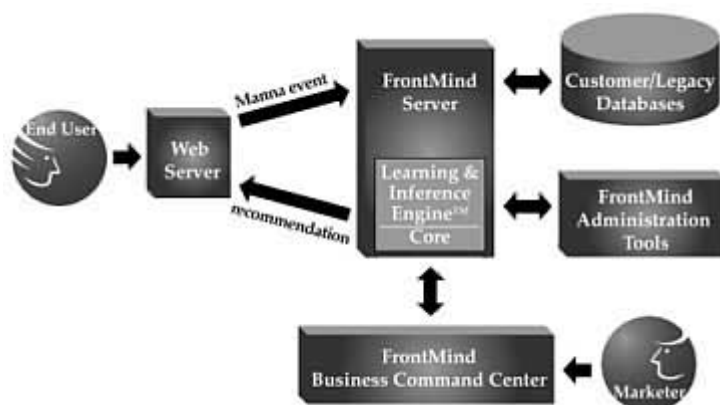 End User
Web
Server
Manna event
recommendation
FrontMind
Server
Learning &
Inference
Engine™
Core
Customer/Legacy
Databases
FrontMind
Administration
Tools
FrontMind
Business Command Center
Marketer